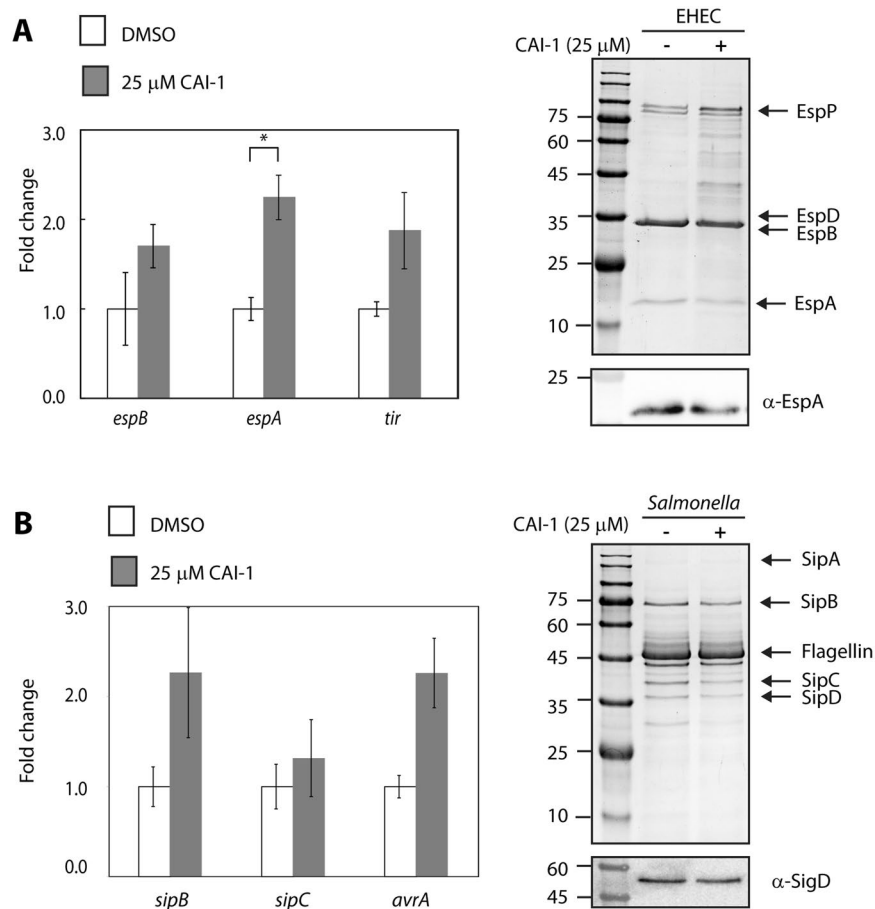 A
DMSO
25 μM CAI-1
Fold change
3.0
2.0
1.0
0.0
*
espB espA tir
EHEC
CAI-1 (25 μM) - +
75
60
45
35
25
10
EspP
EspD
EspB
EspA
25
α-EspA
B
DMSO
25 μM CAI-1
Fold change
3.0
2.0
1.0
0.0
sipB sipC avrA
Salmonella
CAI-1 (25 μM) - +
75
60
45
35
25
10
SipA
SipB
Flagellin
SipC
SipD
60
45
α-SigD